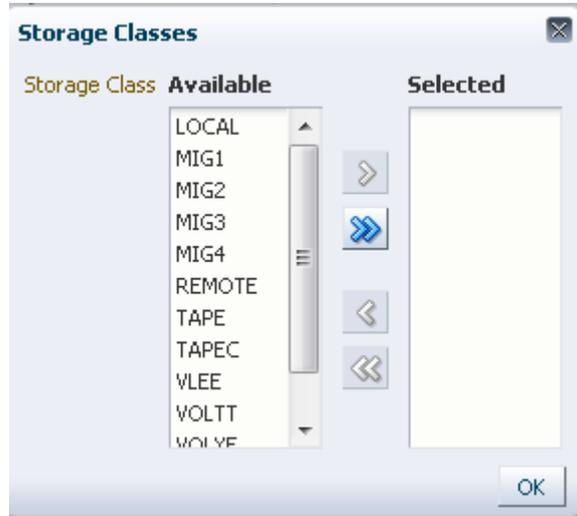 Storage Classes
Storage Class Available Selected
LOCAL
MIG1
MIG2
MIG3
MIG4
REMOTE
TAPE
TAPEC
VLEE
VOLTT
OK